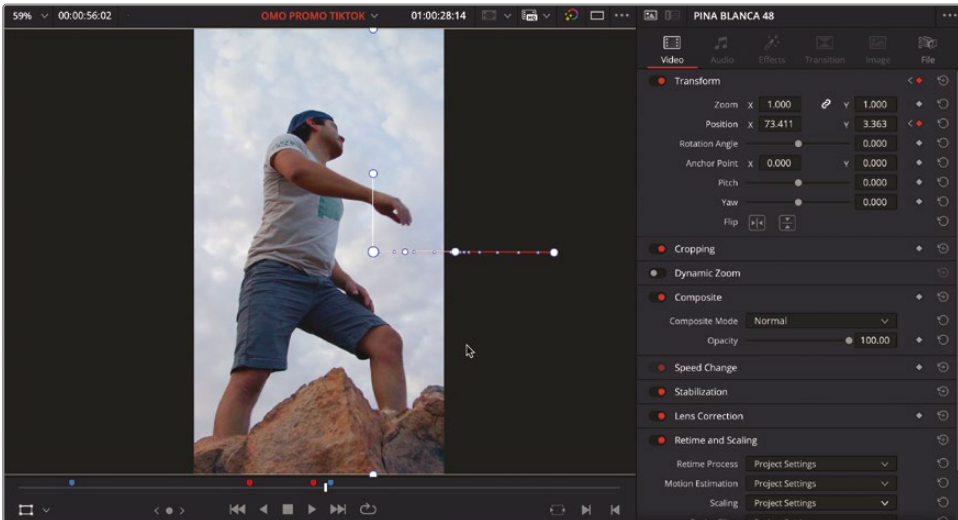 59% 00:00:56:02 OMO PROMO TIKTOK 01:00:28:14 PINA BLANCA 48
Video Audio Effects Transition Image File
Transform
Zoom X 1.000 Y 1.000
Position X 73.411 Y 3.363
Rotation Angle 0.000
Anchor Point X 0.000 Y 0.000
Pitch 0.000
Yaw 0.000
Flip
Cropping
Dynamic Zoom
Composite
Composite Mode Normal
Opacity 100.00
Speed Change
Stabilization
Lens Correction
Retime and Scaling
Retime Process Project Settings
Motion Estimation Project Settings
Scaling Project Settings